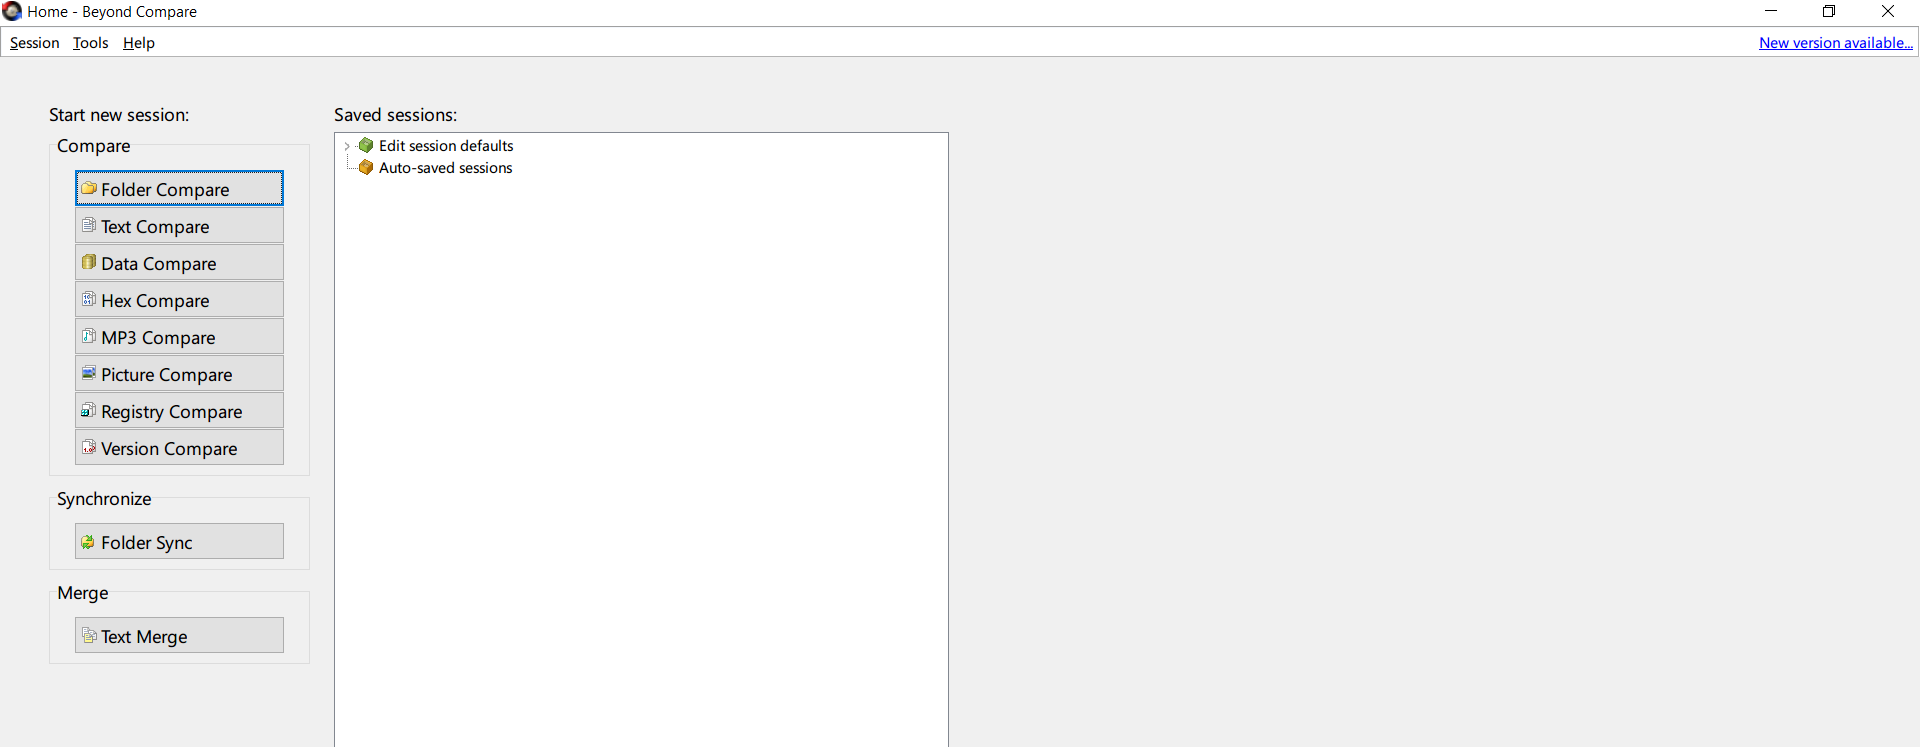 Home - Beyond Compare
Session Tools Help
New version available...
Start new session:
Compare
Folder Compare
Text Compare
Data Compare
Hex Compare
MP3 Compare
Picture Compare
Registry Compare
Version Compare
Synchronize
Folder Sync
Merge
Text Merge
Saved sessions:
Edit session defaults
Auto-saved sessions